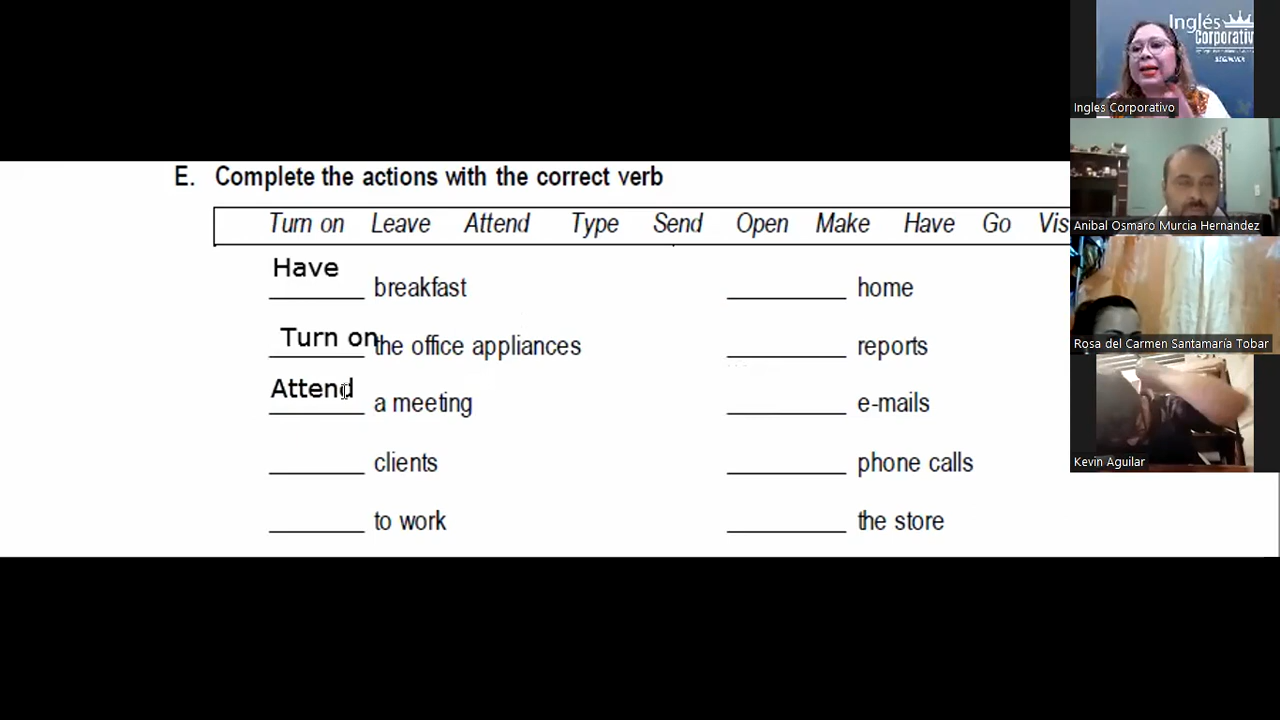 E. Complete the actions with the correct verb
Turn on Leave Attend Type Send Open Make Have Go Vis
Have
breakfast
home
Turn on
the office appliances
reports
Attend
a meeting
e-mails
clients
phone calls
to work
the store
Inglés
Corporativo
Ingles Corporativo
Anibal Osmaro Murcia Hernandez
Rosa del Carmen Santamaría Tobar
Kevin Aguilar